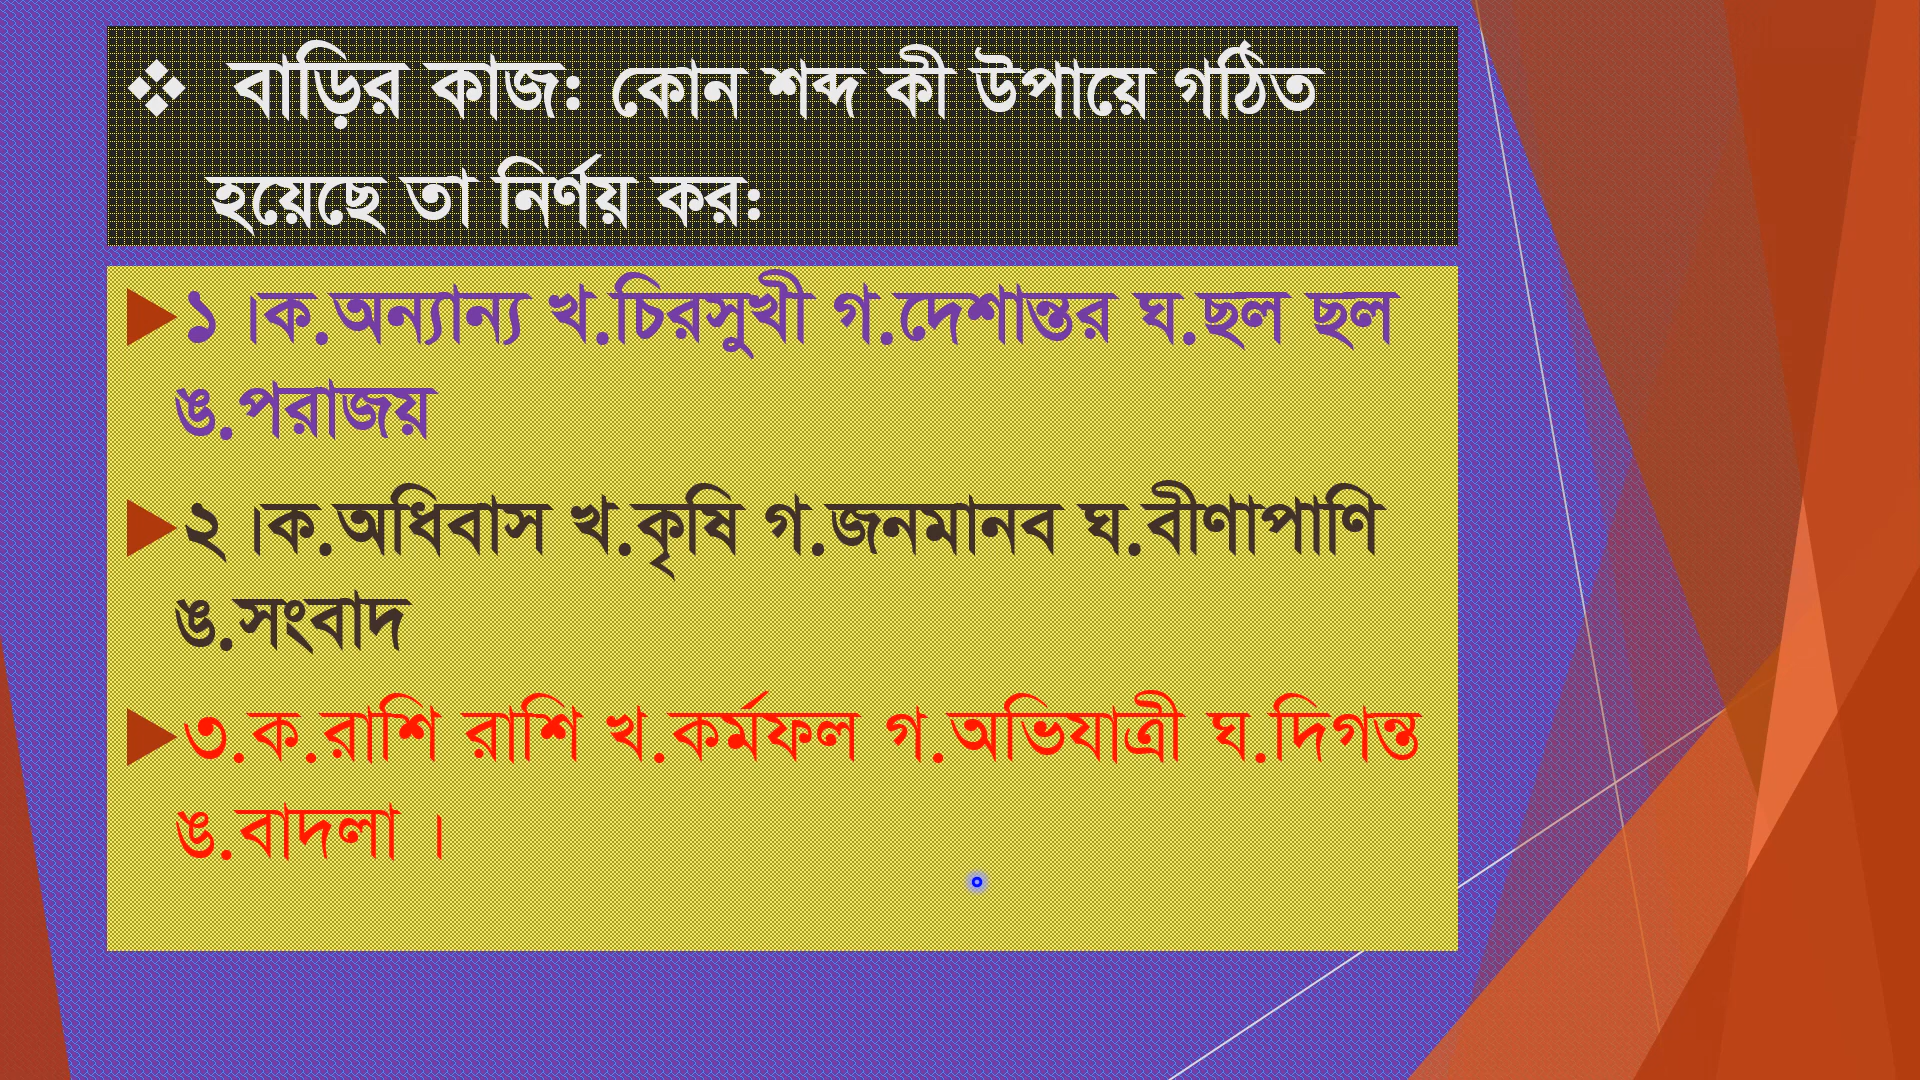 ❖ বাড়ির কাজ: কোন শব্দ কী উপায়ে গঠিত
হয়েছে তা নির্ণয় কর:
১।ক.অন্যান্য খ.চিরসুখী গ.দেশান্তর ঘ.ছল ছল
ঙ.পরাজয়
২।ক.অধিবাস খ.কৃষি গ.জনমানব ঘ.বীণাপাণি
ঙ.সংবাদ
৩.ক.রাশি রাশি খ.কর্মফল গ.অভিযাত্রী ঘ.দিগন্ত
ঙ.বাদলা।